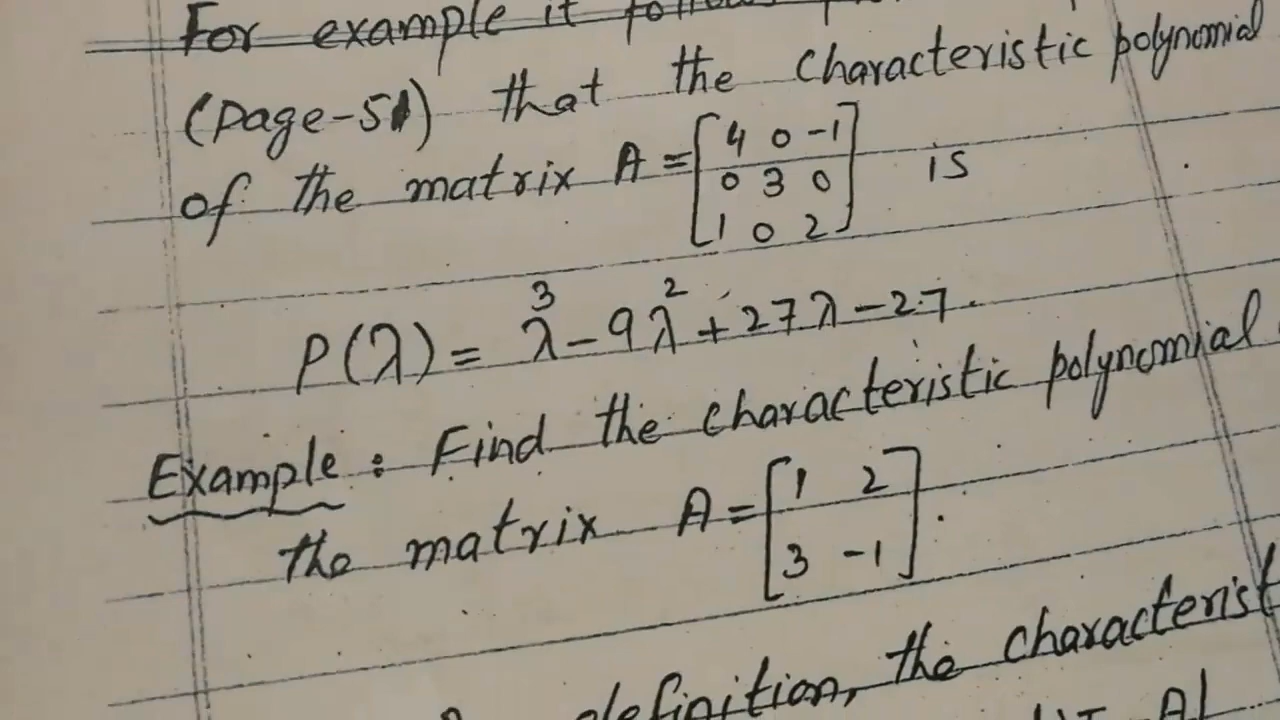 For example it follows
(page-51) that the characteristic polynomial
of the matrix A = [4 0 -1
0 3 0
1 0 2] is
P(λ) = λ³ - 9λ² + 27λ - 27.
Example: Find the characteristic polynomial
the matrix A = [1 2
3 -1].
definition, the characterist